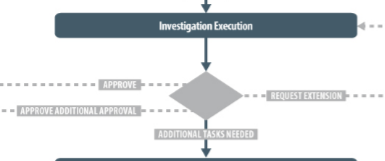 Investigation Execution
APPROVE
REQUEST EXTENSION
APPROVE ADDITIONAL APPROVAL
ADDITIONAL TASKS NEEDED